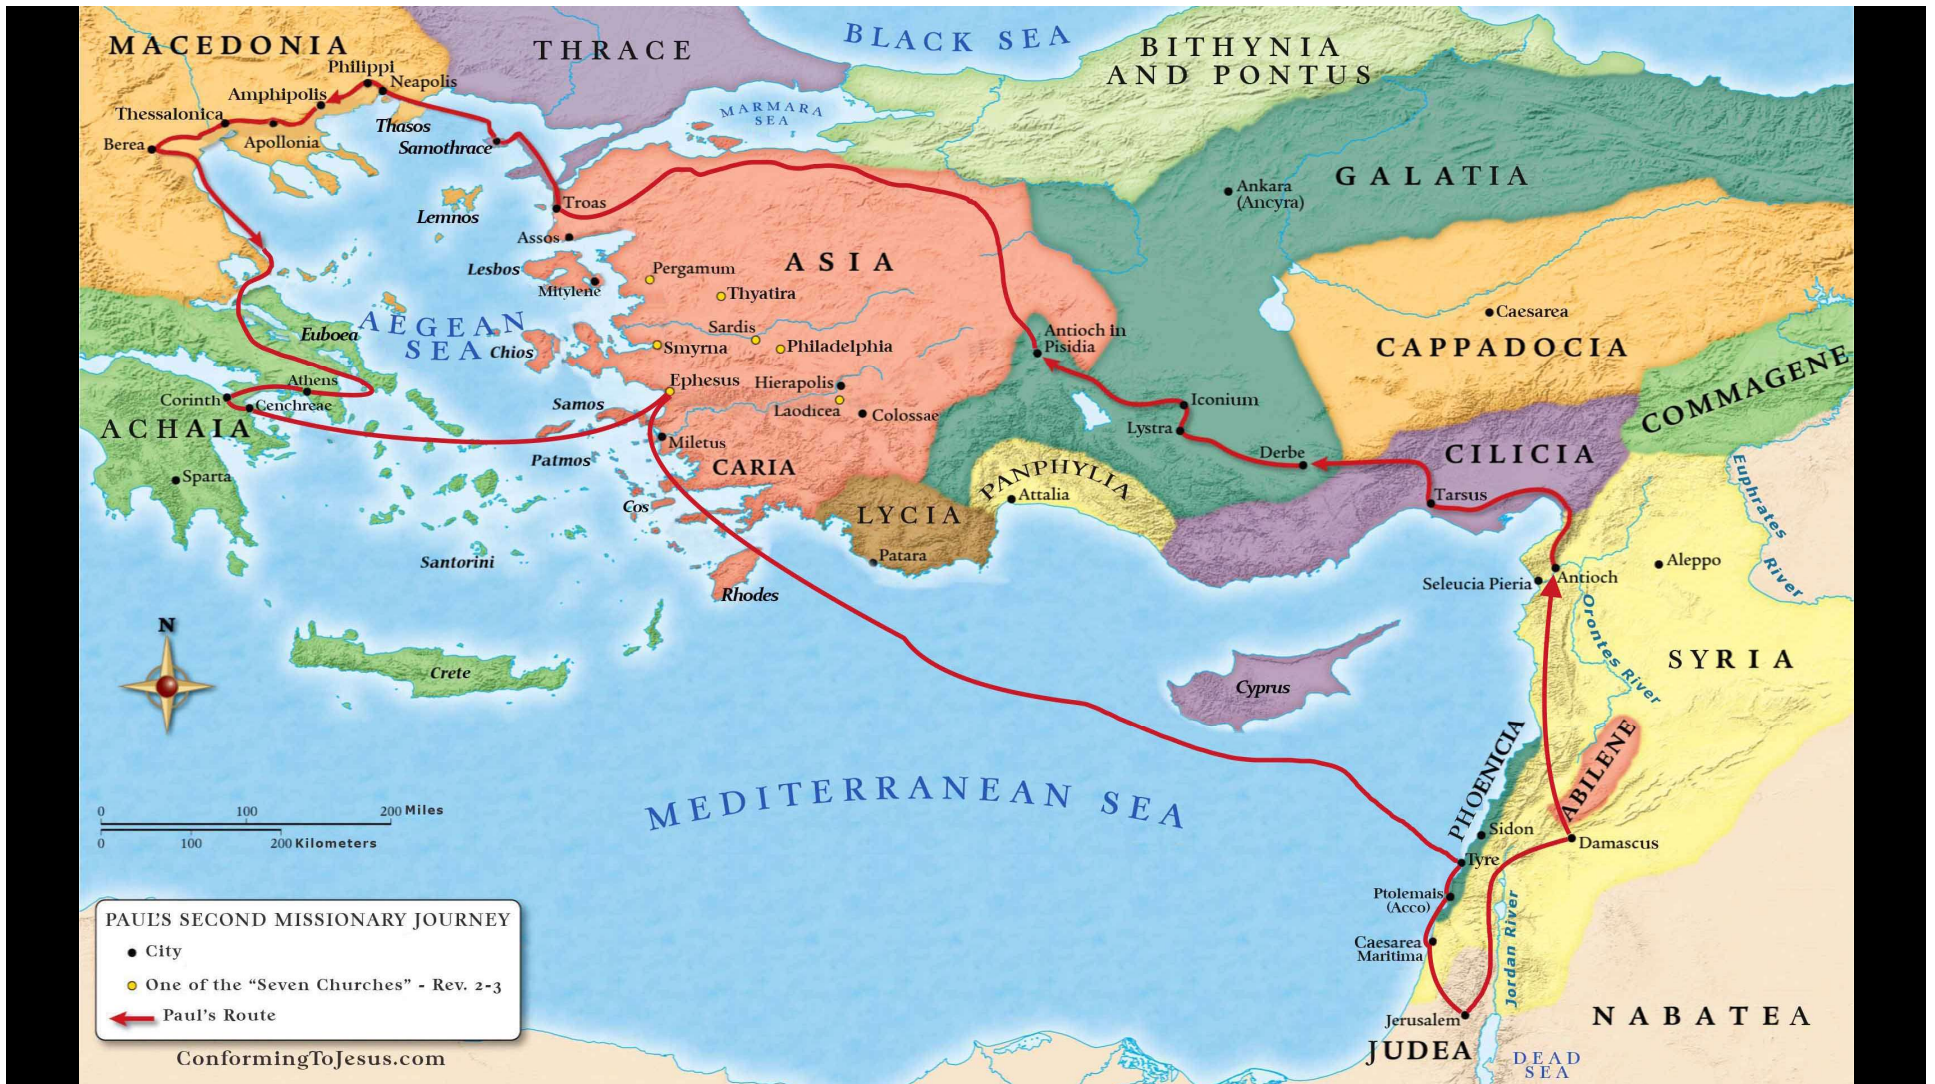 MACEDONIA
THRACE
BLACK SEA
BITHYNIA
AND PONTUS
Philippi
Neapolis
Amphipolis
Thessalonica
Apollonia
Berea
Thasos
Samothrace
MARMARA
SEA
Lemnos
Troas
Assos
Lesbos
Mitylene
ASIA
Pergamum
Thyatira
Sardis
Smyrna
Philadelphia
Ephesus
Hierapolis
Laodicea
Colossae
Miletus
CARIA
GALATIA
Ankara
(Ancyra)
Caesarea
CAPPADOCIA
COMMAGENE
Antioch in
Pisidia
Iconium
Lystra
Derbe
CILICIA
Tarsus
PANPHYLIA
Attalia
LYCIA
Patara
AEGEAN
SEA
Euboea
Chios
Athens
Corinth
Cenchreae
ACHAIA
Sparta
Samos
Patmos
Cos
Santorini
Rhodes
Crete
Cyprus
Seleucia Pieria
Antioch
Aleppo
Euphrates
River
Orontes River
SYRIA
PHOENICIA
ABILENE
Sidon
Damascus
Tyre
Ptolemais
(Acco)
Caesarea
Maritima
Jordan River
Jerusalem
JUDEA
DEAD
SEA
NABATEA
MEDITERRANEAN SEA
N
0 100 200 Miles
0 100 200 Kilometers
PAUL'S SECOND MISSIONARY JOURNEY
City
One of the “Seven Churches” - Rev. 2-3
Paul's Route
ConformingToJesus.com